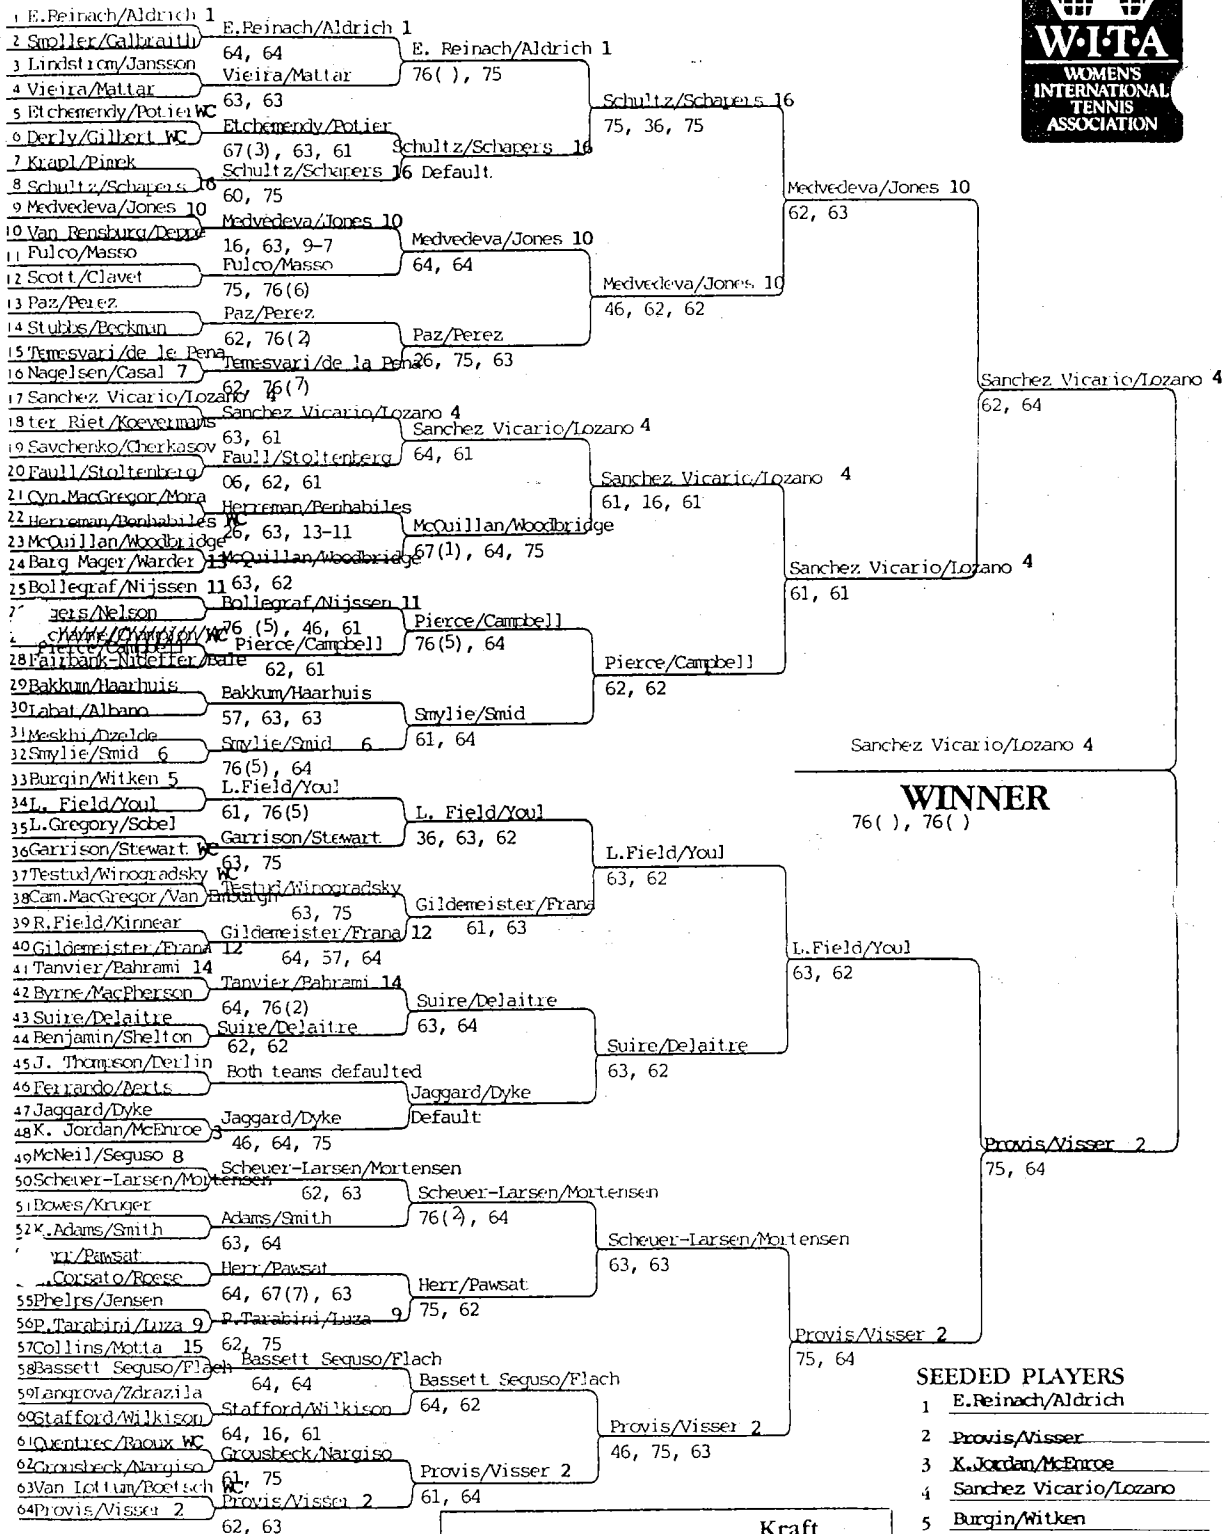 1 E.Reinach/Aldrich 1
2 Smoller/Galbraith
3 Lindstrom/Jansson
4 Vieira/Mattar
5 Etchemendy/Potier WC
6 Derly/Gilbert WC
7 Krapl/Pimek
8 Schultz/Schapers 16
9 Medvedeva/Jones 10
10 Van Rensburg/Deppe
11 Fulco/Masso
12 Scott/Clavet
13 Paz/Perez
14 Stubbs/Beckman
15 Temesvari/de le Pena
16 Nagelsen/Casal 7
17 Sanchez Vicario/Lozano 4
18 ter Riet/Koevermans
19 Savchenko/Cherkasov
20 Faull/Stoltenberg
21 Cyn.MacGregor/Mora
22 Herreman/Benhabiles WC
23 McQuillan/Woodbridge
24 Barg Mager/Warder 13
25 Bollegraf/Nijssen 11
gers/Nelson
Pierce/Campbell
28 Fairbank-Nideffer/Bale
29 Bakkum/Haarhuis
30 Labat/Albano
31 Meskhi/Dzelde
32 Smylie/Smid 6
33 Burgin/Witken 5
34 L. Field/Youl
35 L.Gregory/Sobel
36 Garrison/Stewart WC
37 Testud/Winogradsky WC
38 Cam.MacGregor/Van Emburgh
39 R.Field/Kinnear
40 Gildemeister/Frana 12
41 Tanvier/Bahrami 14
42 Byrne/MacPherson
43 Suire/Delaitre
44 Benjamin/Shelton
45 J. Thompson/Derlin
46 Ferrando/Aerts
47 Jaggard/Dyke
48 K. Jordan/McEnroe 3
49 McNeil/Seguso 8
50 Scheuer-Larsen/Mortensen
51 Bowes/Kruger
52 K.Adams/Smith
rr/Pawsat
.Corsato/Roese
55 Phelps/Jensen
56 P.Tarabini/Luza 9
57 Collins/Motta 15
58 Bassett Seguso/Flach
59 Langrova/Zdrazila
60 Stafford/Wilkison
61 Quentrec/Raoux WC
62 Grousbeck/Nargiso
63 Van Lottum/Boetsch WC
64 Provis/Visser 2
E.Reinach/Aldrich 1
64, 64
Vieira/Mattar
63, 63
Etchemendy/Potier
67(3), 63, 61
Schultz/Schapers 16
60, 75
Medvedeva/Jones 10
16, 63, 9-7
Fulco/Masso
75, 76(6)
Paz/Perez
62, 76(2)
Temesvari/de la Pena
62, 76(7)
Sanchez Vicario/Lozano 4
63, 61
Faull/Stoltenberg
06, 62, 61
Herreman/Benhabiles
26, 63, 13-11
McQuillan/Woodbridge
63, 62
Bollegraf/Nijssen 11
76 (5), 46, 61
Pierce/Campbell
62, 61
Bakkum/Haarhuis
57, 63, 63
Smylie/Smid 6
76(5), 64
L.Field/Youl
61, 76(5)
Garrison/Stewart
63, 75
Testud/Winogradsky
63, 75
Gildemeister/Frana 12
64, 57, 64
Tanvier/Bahrami 14
64, 76(2)
Suire/Delaitre
62, 62
Both teams defaulted
Jaggard/Dyke
46, 64, 75
Scheuer-Larsen/Mortensen
62, 63
Adams/Smith
63, 64
Herr/Pawsat
64, 67(7), 63
P.Tarabini/Luza 9
62, 75
Bassett Seguso/Flach
64, 64
Stafford/Wilkison
64, 16, 61
Grousbeck/Nargiso
61, 75
Provis/Visser 2
62, 63
E. Reinach/Aldrich 1
76( ), 75
Schultz/Schapers 16
Default
Medvedeva/Jones 10
64, 64
Paz/Perez
26, 75, 63
Sanchez Vicario/Lozano 4
64, 61
McQuillan/Woodbridge
67(1), 64, 75
Pierce/Campbell
76(5), 64
Smylie/Smid
61, 64
L. Field/Youl
36, 63, 62
Gildemeister/Frana
61, 63
Suire/Delaitre
63, 64
Jaggard/Dyke
Default
Scheuer-Larsen/Mortensen
76(2), 64
Herr/Pawsat
75, 62
Bassett Seguso/Flach
64, 62
Provis/Visser 2
61, 64
Schultz/Schapers 16
75, 36, 75
Medvedeva/Jones 10
46, 62, 62
Sanchez Vicario/Lozano 4
61, 16, 61
Pierce/Campbell
62, 62
L.Field/Youl
63, 62
Suire/Delaitre
63, 62
Scheuer-Larsen/Mortensen
63, 63
Provis/Visser 2
46, 75, 63
Medvedeva/Jones 10
62, 63
Sanchez Vicario/Lozano 4
61, 61
L.Field/Youl
63, 62
Provis/Visser 2
75, 64
Sanchez Vicario/Lozano 4
62, 64
Provis/Visser 2
75, 64
Sanchez Vicario/Lozano 4
WINNER
76( ), 76( )
W·I·T·A
WOMEN'S
INTERNATIONAL
TENNIS
ASSOCIATION
SEEDED PLAYERS
1 E.Reinach/Aldrich
2 Provis/Visser
3 K.Jordan/McEnroe
4 Sanchez Vicario/Lozano
5 Burgin/Witken
Kraft